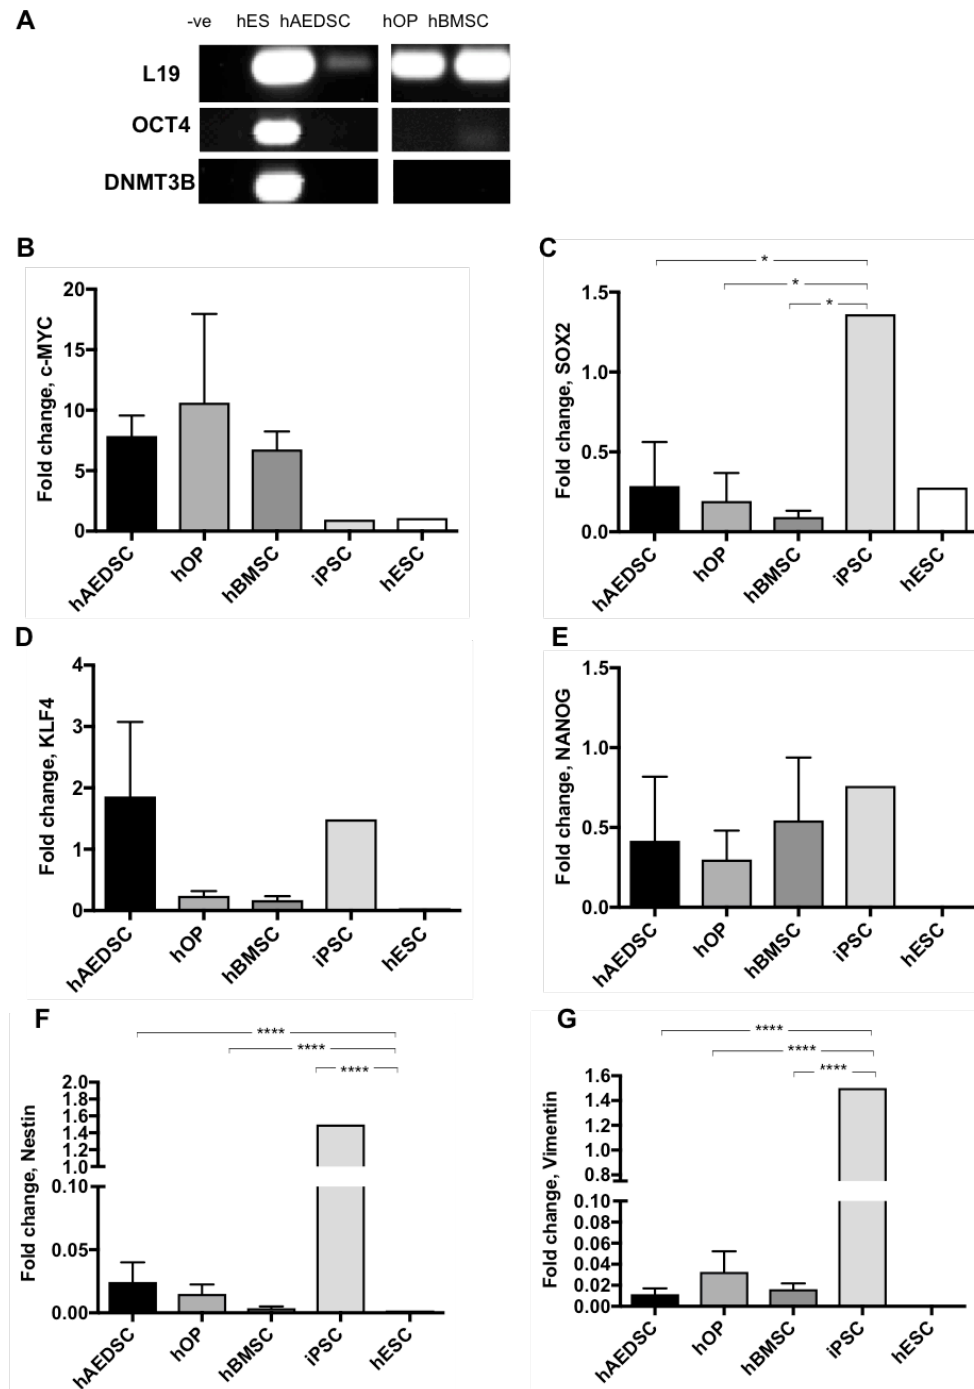 A
-ve hES hAEDSC hOP hBMSC
L19
OCT4
DNMT3B
B
Fold change, c-MYC
20
15
10
5
0
hAEDSC hOP hBMSC iPSC hESC
C
* 
*
*
Fold change, SOX2
1.5
1.0
0.5
0.0
hAEDSC hOP hBMSC iPSC hESC
D
Fold change, KLF4
4
3
2
1
0
hAEDSC hOP hBMSC iPSC hESC
E
Fold change, NANOG
1.5
1.0
0.5
0.0
hAEDSC hOP hBMSC iPSC hESC
F
****
****
****
Fold change, Nestin
2.0
1.8
1.6
1.4
1.2
1.0
0.10
0.05
0.00
hAEDSC hOP hBMSC iPSC hESC
G
****
****
****
Fold change, Vimentin
1.6
1.4
1.2
1.0
0.8
0.10
0.08
0.06
0.04
0.02
0.00
hAEDSC hOP hBMSC iPSC hESC